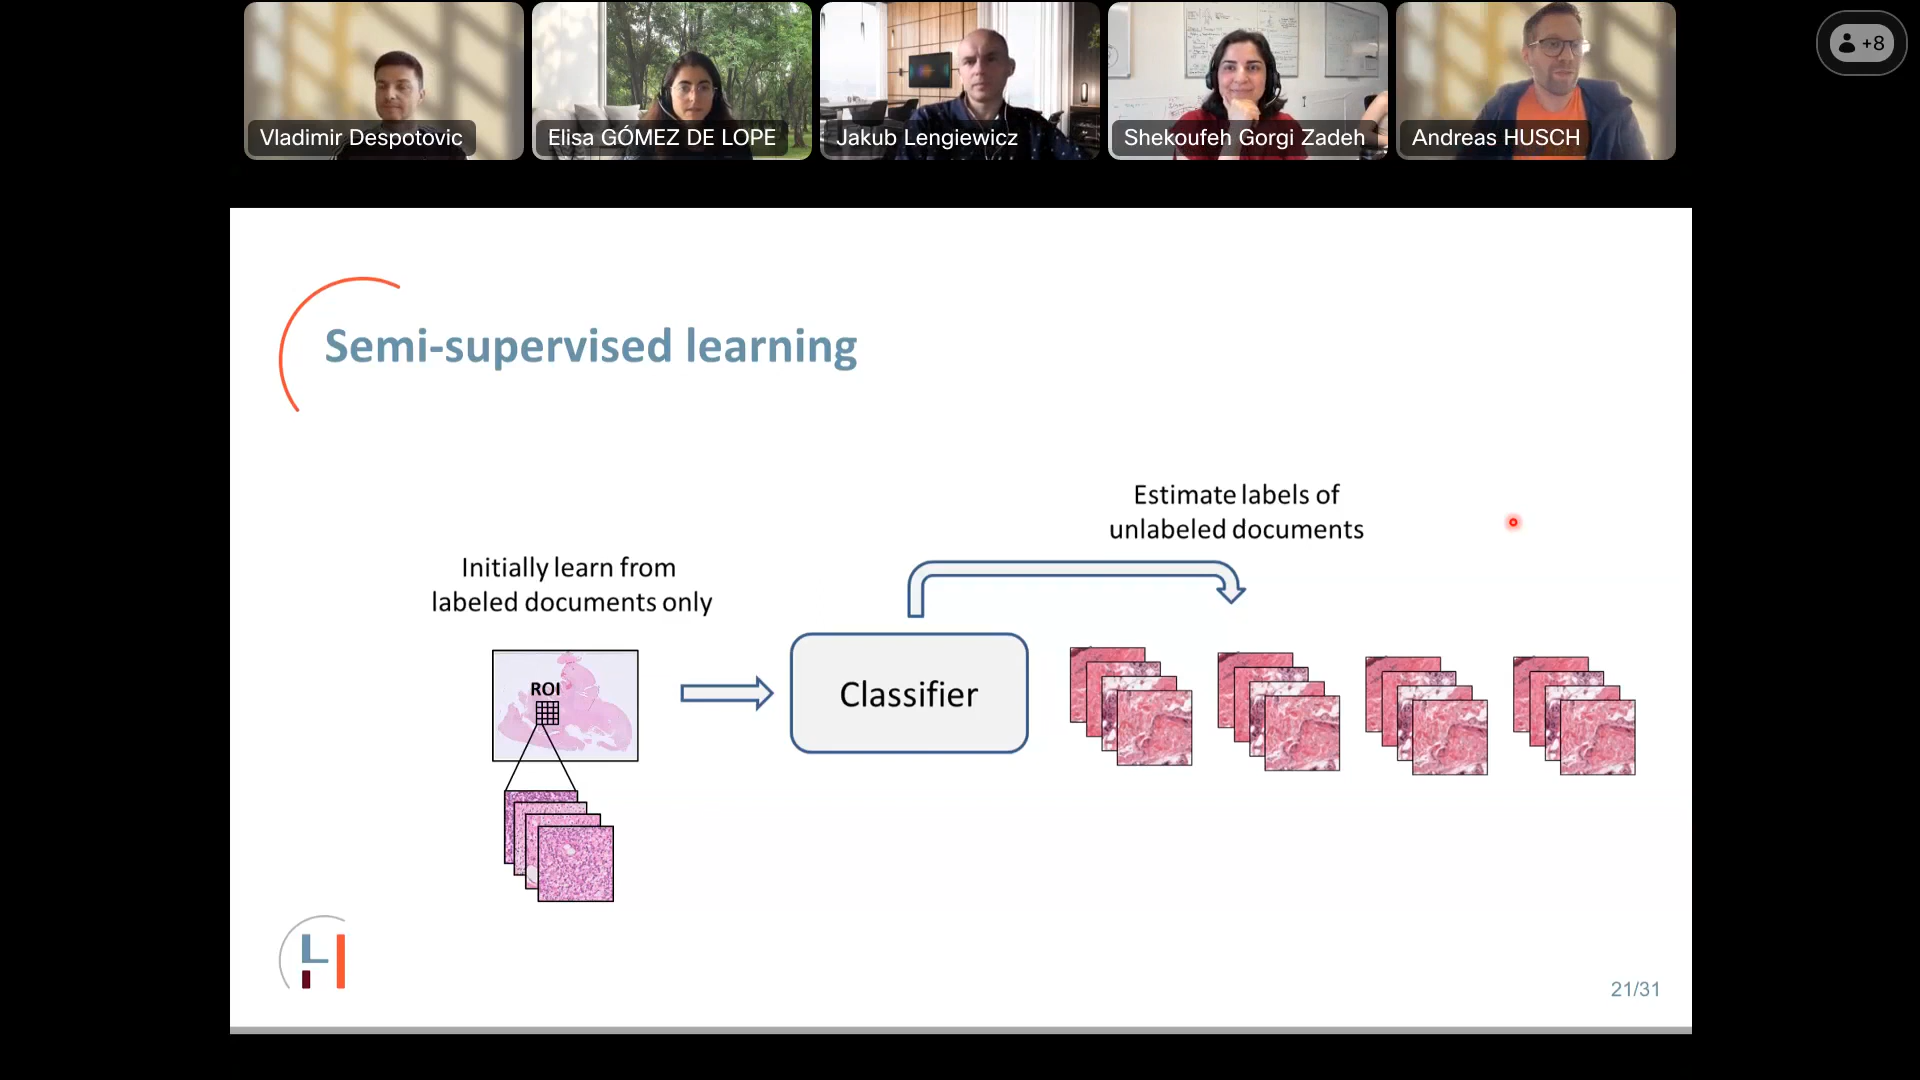 Vladimir Despotovic
Elisa GÓMEZ DE LOPE
Jakub Lengiewicz
Shekoufeh Gorgi Zadeh
Andreas HUSCH
+8
Semi-supervised learning
Estimate labels of
unlabeled documents
Initially learn from
labeled documents only
ROI
Classifier
21/31